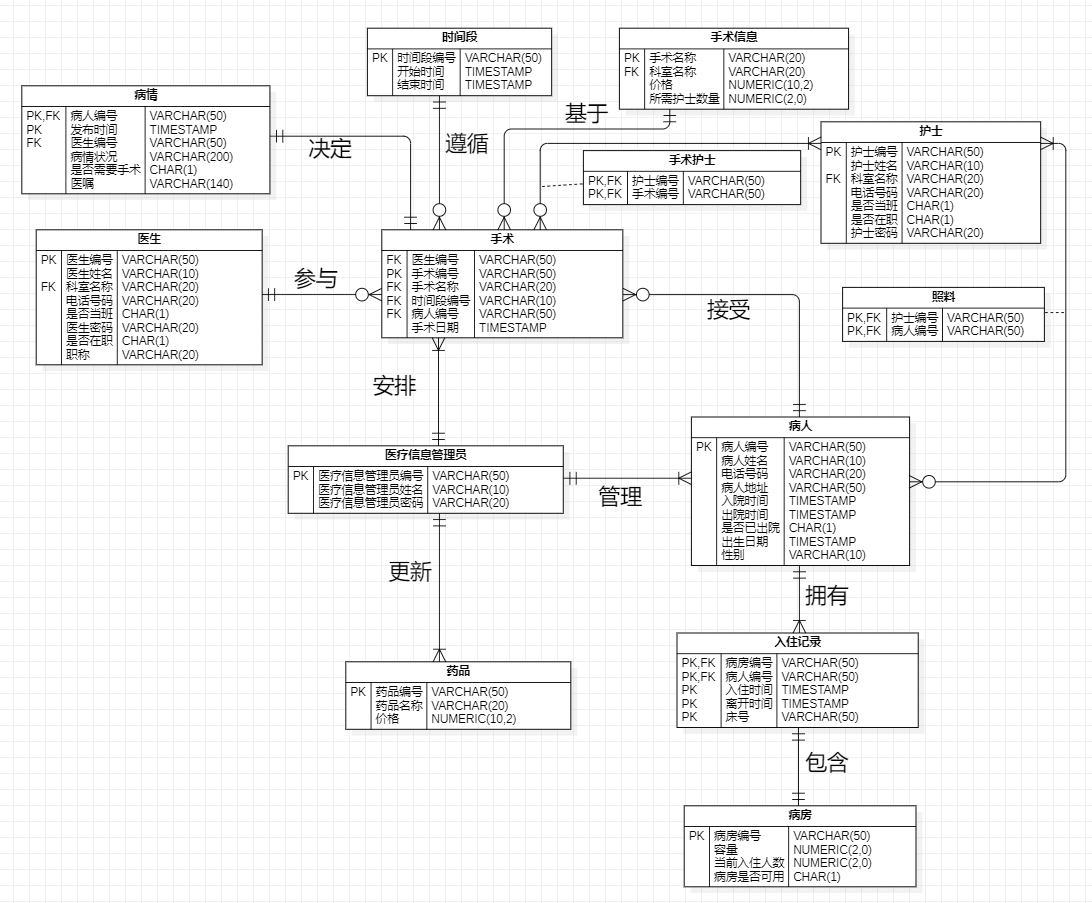 时间段
PK 时间段编号 VARCHAR(50)
开始时间 TIMESTAMP
结束时间 TIMESTAMP
手术信息
PK 手术名称 VARCHAR(20)
FK 科室名称 VARCHAR(20)
价格 NUMERIC(10,2)
所需护士数量 NUMERIC(2,0)
病情
PK,FK 病人编号 VARCHAR(50)
PK 发布时间 TIMESTAMP
FK 医生编号 VARCHAR(50)
病情状况 VARCHAR(200)
是否需要手术 CHAR(1)
医嘱 VARCHAR(140)
决定
遵循
基于
护士
PK 护士编号 VARCHAR(50)
护士姓名 VARCHAR(10)
FK 科室名称 VARCHAR(20)
电话号码 VARCHAR(20)
是否当班 CHAR(1)
是否在职 CHAR(1)
护士密码 VARCHAR(20)
手术护士
PK,FK 护士编号 VARCHAR(50)
PK,FK 手术编号 VARCHAR(50)
医生
PK 医生编号 VARCHAR(50)
医生姓名 VARCHAR(10)
FK 科室名称 VARCHAR(20)
电话号码 VARCHAR(20)
是否当班 CHAR(1)
医生密码 VARCHAR(20)
是否在职 CHAR(1)
职称 VARCHAR(20)
参与
手术
FK 医生编号 VARCHAR(50)
PK 手术编号 VARCHAR(50)
FK 手术名称 VARCHAR(20)
FK 时间段编号 VARCHAR(10)
FK 病人编号 VARCHAR(50)
手术日期 TIMESTAMP
接受
照料
PK,FK 护士编号 VARCHAR(50)
PK,FK 病人编号 VARCHAR(50)
安排
医疗信息管理员
PK 医疗信息管理员编号 VARCHAR(50)
医疗信息管理员姓名 VARCHAR(10)
医疗信息管理员密码 VARCHAR(20)
管理
病人
PK 病人编号 VARCHAR(50)
病人姓名 VARCHAR(10)
电话号码 VARCHAR(20)
病人地址 VARCHAR(50)
入院时间 TIMESTAMP
出院时间 TIMESTAMP
是否已出院 CHAR(1)
出生日期 TIMESTAMP
性别 VARCHAR(10)
更新
拥有
药品
PK 药品编号 VARCHAR(50)
药品名称 VARCHAR(20)
价格 NUMERIC(10,2)
入住记录
PK,FK 病房编号 VARCHAR(50)
PK,FK 病人编号 VARCHAR(50)
PK 入住时间 TIMESTAMP
PK 离开时间 TIMESTAMP
PK 床号 VARCHAR(50)
包含
病房
PK 病房编号 VARCHAR(50)
容量 NUMERIC(2,0)
当前入住人数 NUMERIC(2,0)
病房是否可用 CHAR(1)